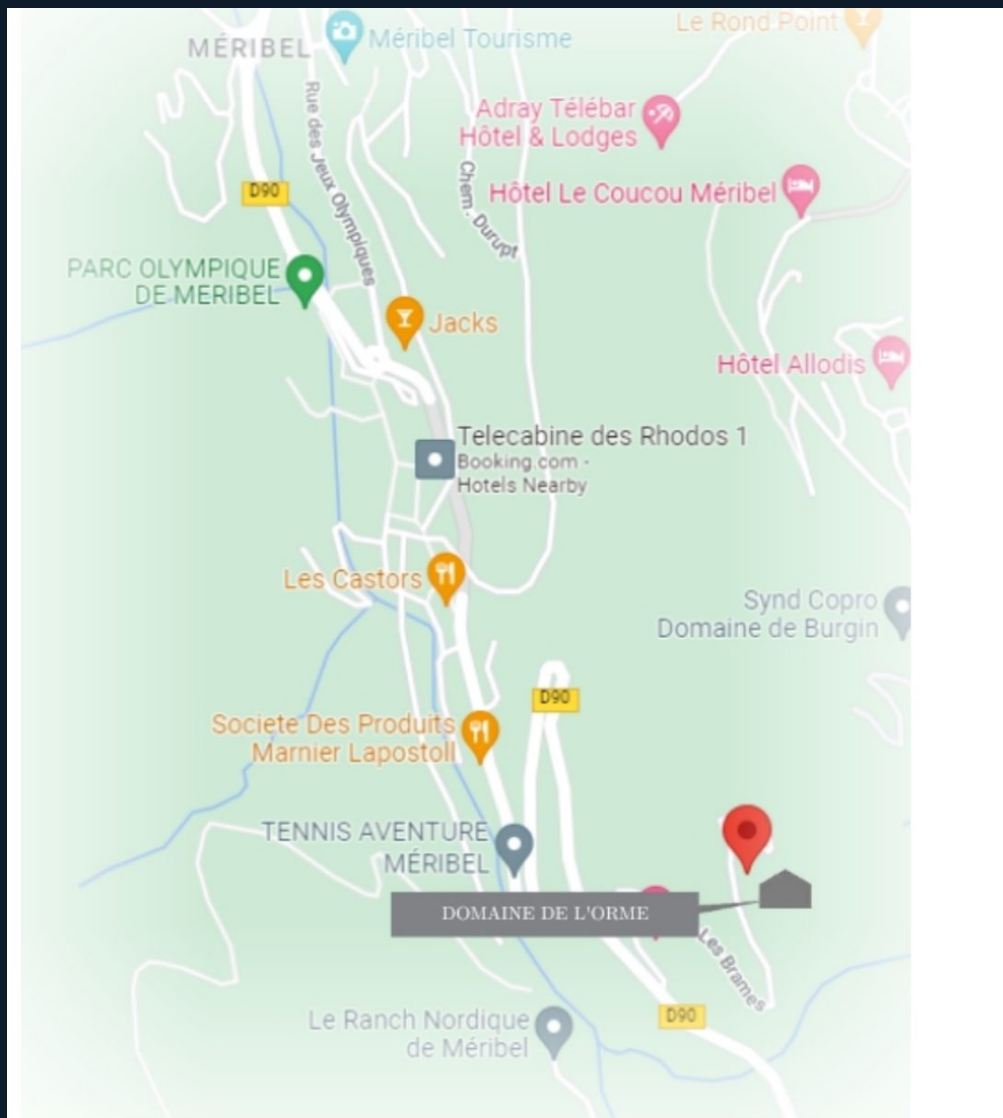 Le Rond Point
MÉRIBEL
Méribel Tourisme
Rue des Jeux Olympiques
Adray Télébar
Hôtel & Lodges
Chem. Durupt
D90
Hôtel Le Coucou Méribel
PARC OLYMPIQUE
DE MERIBEL
Jacks
Hôtel Allodis
Telecabine des Rhodos 1
Booking.com -
Hotels Nearby
Les Castors
Synd Copro
Domaine de Burgin
D90
Societe Des Produits
Marnier Lapostoll
TENNIS AVENTURE
MÉRIBEL
DOMAINE DE L'ORME
Les Brames
D90
Le Ranch Nordique
de Méribel